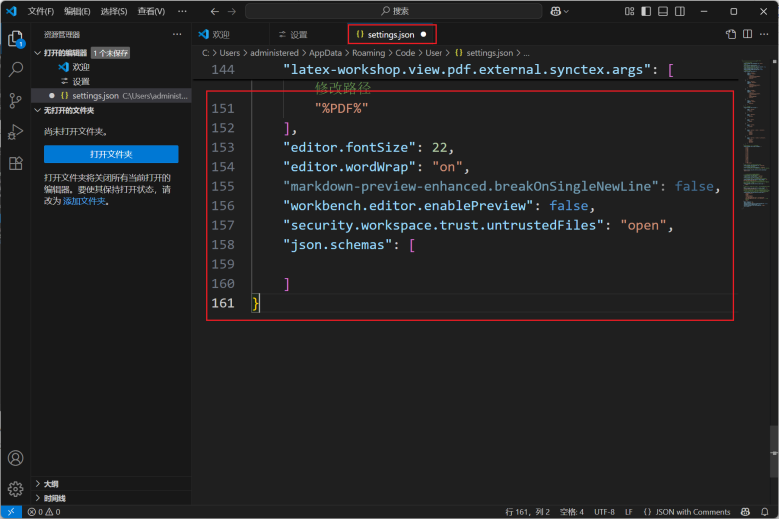 文件(F) 编辑(E) 选择(S) 查看(V) ··· 搜索
资源管理器 ···
打开的编辑器 1 个未保存
欢迎
设置
settings.json C:\Users\administ...
无打开的文件夹
尚未打开文件夹。
打开文件夹
打开文件夹将关闭所有当前打开的
编辑器。要使其保持打开状态，请
改为 添加文件夹。
大纲
时间线
欢迎 设置 {} settings.json
C: > Users > administered > AppData > Roaming > Code > User > {} settings.json > ...
144 "latex-workshop.view.pdf.external.synctex.args": [
修改路径
151 "%PDF%"
152 ],
153 "editor.fontSize": 22,
154 "editor.wordWrap": "on",
155 "markdown-preview-enhanced.breakOnSingleNewLine": false,
156 "workbench.editor.enablePreview": false,
157 "security.workspace.trust.untrustedFiles": "open",
158 "json.schemas": [
159
160 ]
161 }
0 0 行 161，列 2 空格: 4 UTF-8 LF {} JSON with Comments